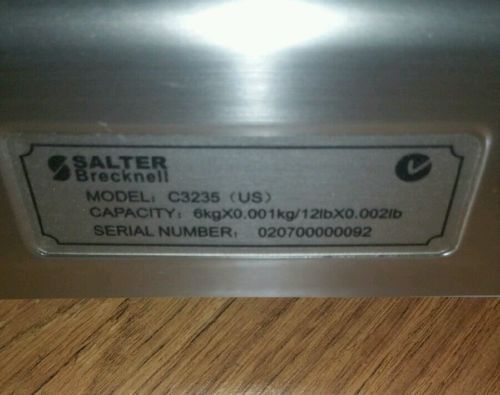 SALTER
Brecknell
MODEL: C3235 (US)
CAPACITY: 6kgX0.001kg/12lbX0.002lb
SERIAL NUMBER: 020700000092